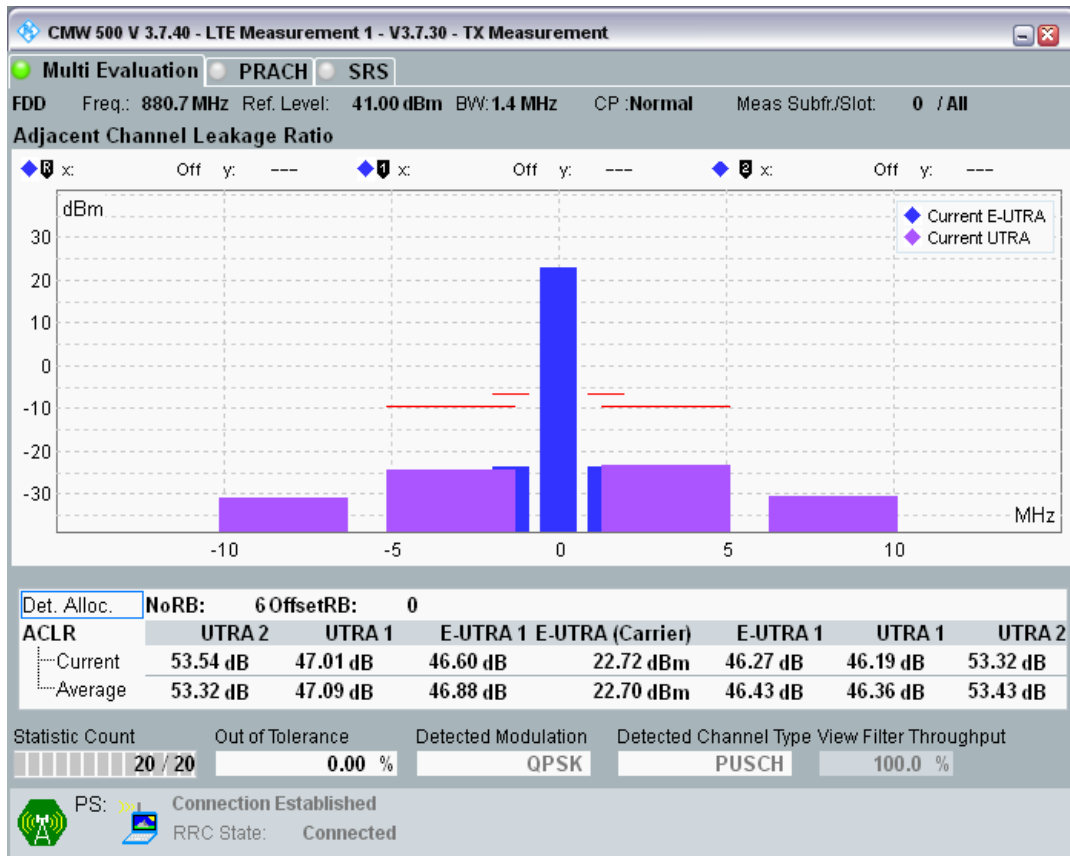 CMW 500 V 3.7.40 - LTE Measurement 1 - V3.7.30 - TX Measurement
Multi Evaluation PRACH SRS
FDD Freq.: 880.7 MHz Ref. Level: 41.00 dBm BW: 1.4 MHz CP :Normal Meas Subfr./Slot: 0 / All
Adjacent Channel Leakage Ratio
R x: Off y: --- 1 x: Off y: --- 2 x: Off y: ---
dBm
Current E-UTRA
Current UTRA
30
20
10
0
-10
-20
-30
MHz
-10 -5 0 5 10
Det. Alloc. NoRB: 6 OffsetRB: 0
ACLR UTRA 2 UTRA 1 E-UTRA 1 E-UTRA (Carrier) E-UTRA 1 UTRA 1 UTRA 2
Current 53.54 dB 47.01 dB 46.60 dB 22.72 dBm 46.27 dB 46.19 dB 53.32 dB
Average 53.32 dB 47.09 dB 46.88 dB 22.70 dBm 46.43 dB 46.36 dB 53.43 dB
Statistic Count Out of Tolerance Detected Modulation Detected Channel Type View Filter Throughput
20 / 20 0.00 % QPSK PUSCH 100.0 %
PS: Connection Established
RRC State: Connected